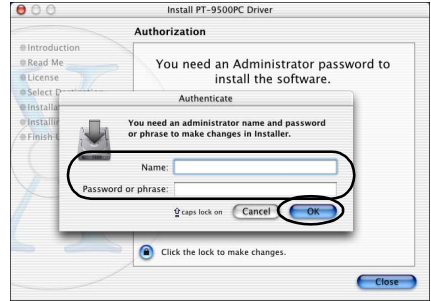 Install PT-9500PC Driver
Authorization
Introduction
Read Me
License
Select
Finish
You need an Administrator password to
install the software.
Authenticate
You need an administrator name and password
or phrase to make changes in Installer.
Name:
Password or phrase:
caps lock on
Cancel
OK
Click the lock to make changes.
Close